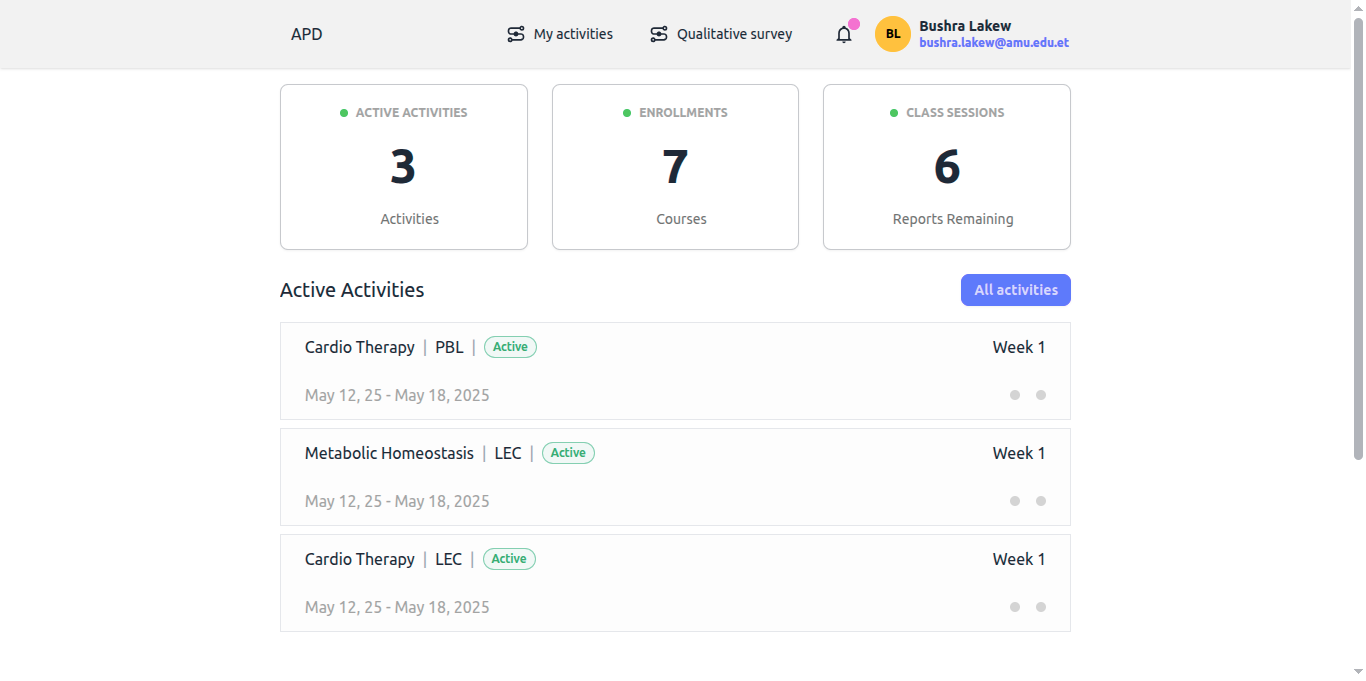 APD
My activities
Qualitative survey
BL
Bushra Lakew
bushra.lakew@amu.edu.et
ACTIVE ACTIVITIES
3
Activities
ENROLLMENTS
7
Courses
CLASS SESSIONS
6
Reports Remaining
Active Activities
All activities
Cardio Therapy | PBL | Active
Week 1
May 12, 25 - May 18, 2025
Metabolic Homeostasis | LEC | Active
Week 1
May 12, 25 - May 18, 2025
Cardio Therapy | LEC | Active
Week 1
May 12, 25 - May 18, 2025